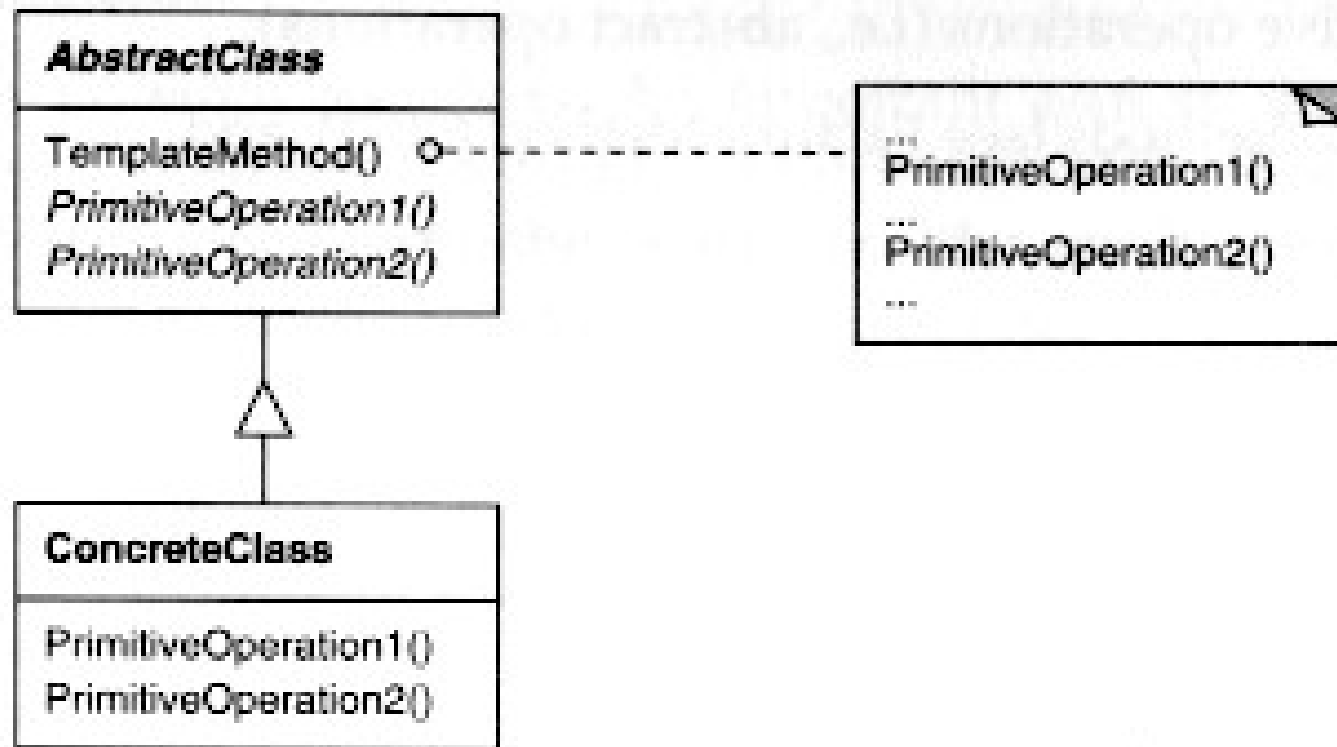 AbstractClass
TemplateMethod()
PrimitiveOperation1()
PrimitiveOperation2()
...
PrimitiveOperation1()
...
PrimitiveOperation2()
...
ConcreteClass
PrimitiveOperation1()
PrimitiveOperation2()